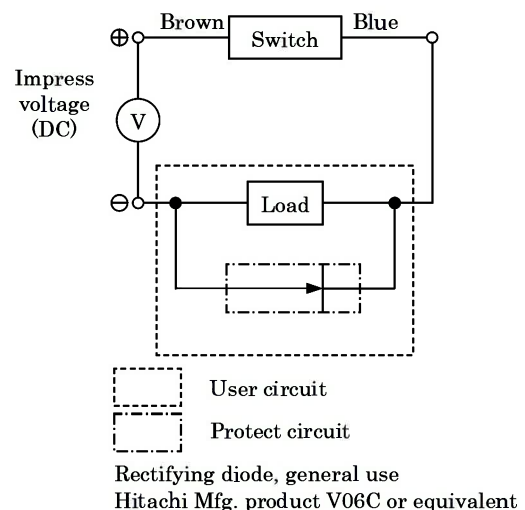 Brown
Switch
Blue
⊕
Impress
voltage
(DC)
V
⊖
Load
User circuit
Protect circuit
Rectifying diode, general use
Hitachi Mfg. product V06C or equivalent